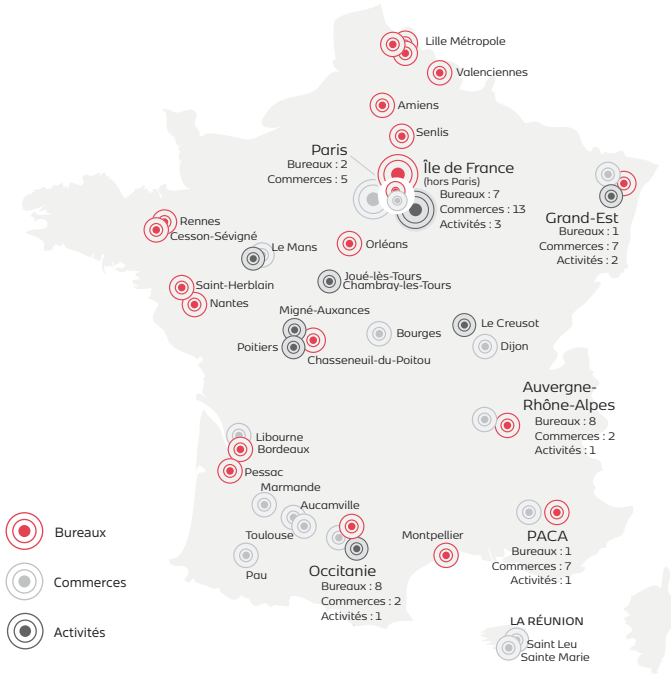 Lille Métropole
Valenciennes
Amiens
Senlis
Paris
Bureaux : 2
Commerces : 5
Île de France
(hors Paris)
Bureaux : 7
Commerces : 13
Activités : 3
Grand-Est
Bureaux : 1
Commerces : 7
Activités : 2
Rennes
Cesson-Sévigné
Le Mans
Orléans
Joué-lès-Tours
Chambray-les-Tours
Saint-Herblain
Nantes
Migné-Auxances
Poitiers
Chasseneuil-du-Poitou
Bourges
Le Creusot
Dijon
Auvergne-
Rhône-Alpes
Bureaux : 8
Commerces : 2
Activités : 1
Libourne
Bordeaux
Pessac
Marmande
Aucamville
Toulouse
Pau
Occitanie
Bureaux : 8
Commerces : 2
Activités : 1
Montpellier
PACA
Bureaux : 1
Commerces : 7
Activités : 1
LA RÉUNION
Saint Leu
Sainte Marie
Bureaux
Commerces
Activités